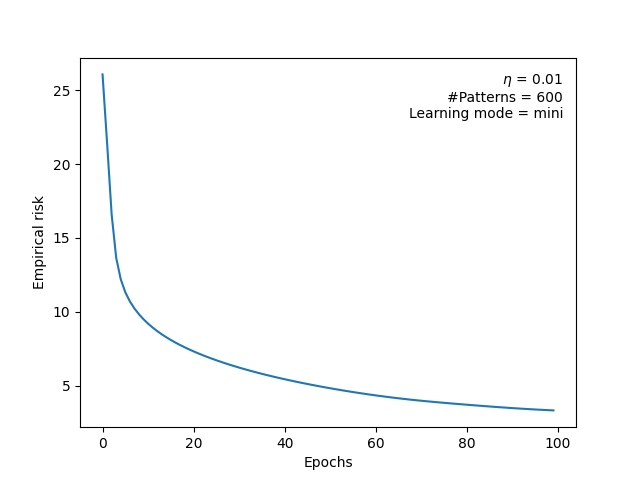 η = 0.01
#Patterns = 600
Learning mode = mini
25
20
15
10
5
Empirical risk
0 20 40 60 80 100
Epochs